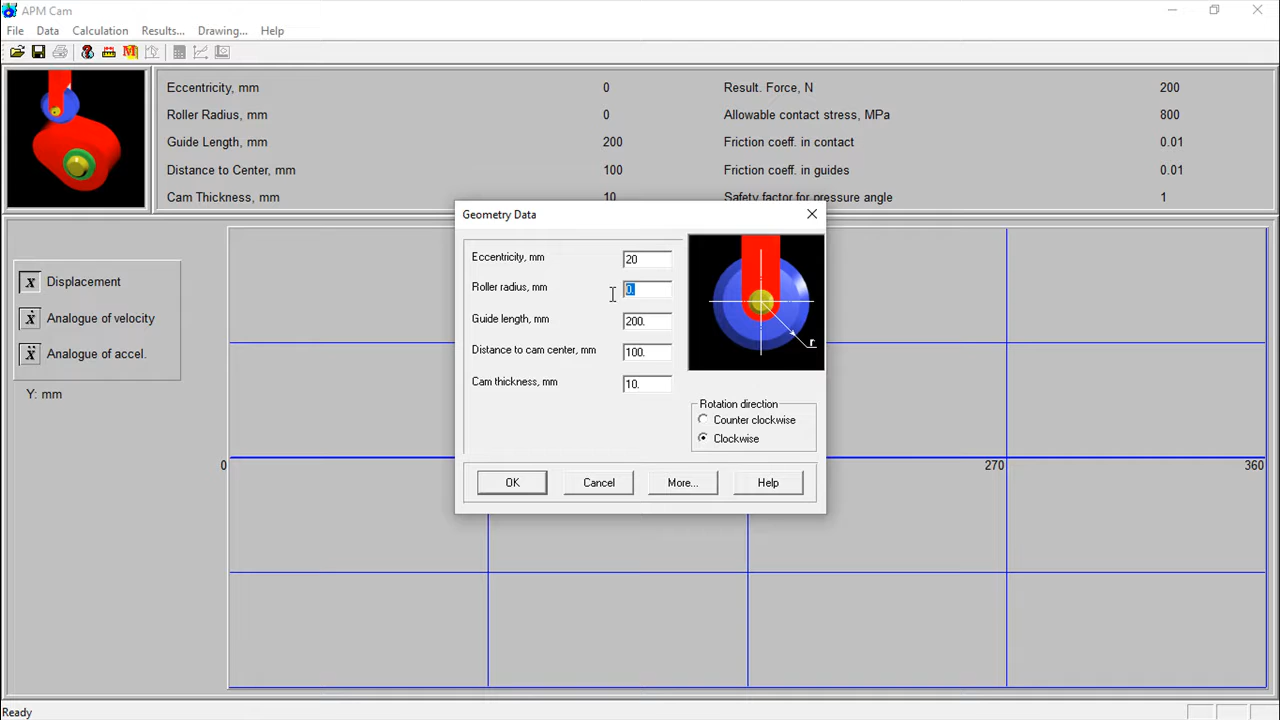 APM Cam
File Data Calculation Results... Drawing... Help
M
Eccentricity, mm 0 Result. Force, N 200
Roller Radius, mm 0 Allowable contact stress, MPa 800
Guide Length, mm 200 Friction coeff. in contact 0.01
Distance to Center, mm 100 Friction coeff. in guides 0.01
Cam Thickness, mm 10 Safety factor for pressure angle 1
Geometry Data
Eccentricity, mm 20
Roller radius, mm 0.
Guide length, mm 200.
Distance to cam center, mm 100.
Cam thickness, mm 10.
r
Rotation direction
Counter clockwise
Clockwise
OK Cancel More... Help
x Displacement
ẋ Analogue of velocity
ẍ Analogue of accel.
Y: mm
0 270 360
Ready